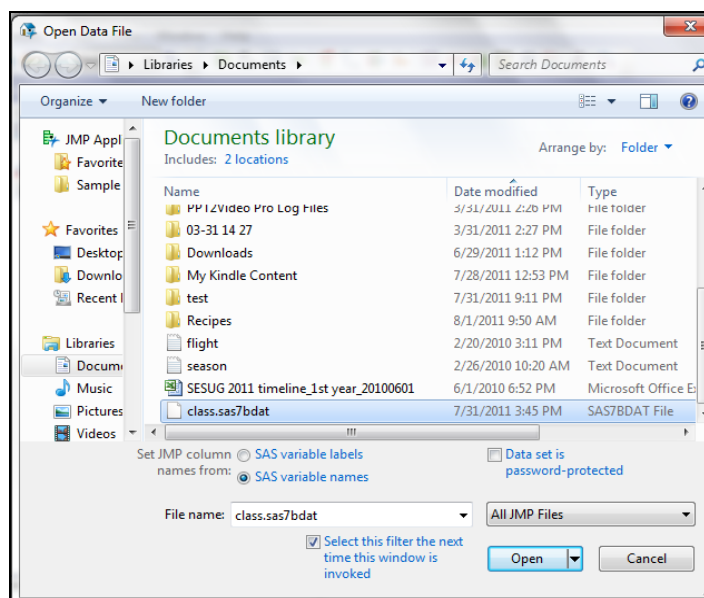 Open Data File
Libraries Documents
Search Documents
Organize New folder
JMP Appl
Favorite
Sample
Favorites
Desktop
Downlo
Recent
Libraries
Docume
Music
Pictures
Videos
Documents library
Includes: 2 locations
Arrange by: Folder
Name Date modified Type
PPT2Video Pro Log Files 3/31/2011 2:26 PM File folder
03-31 14 27 3/31/2011 2:27 PM File folder
Downloads 6/29/2011 1:12 PM File folder
My Kindle Content 7/28/2011 12:53 PM File folder
test 7/31/2011 9:11 PM File folder
Recipes 8/1/2011 9:50 AM File folder
flight 2/20/2010 3:11 PM Text Document
season 2/26/2010 10:20 AM Text Document
SESUG 2011 timeline_1st year_20100601 6/1/2010 6:52 PM Microsoft Office E
class.sas7bdat 7/31/2011 3:45 PM SAS7BDAT File
Set JMP column names from:
SAS variable labels
SAS variable names
Data set is
password-protected
File name: class.sas7bdat All JMP Files
Select this filter the next
time this window is
invoked
Open Cancel